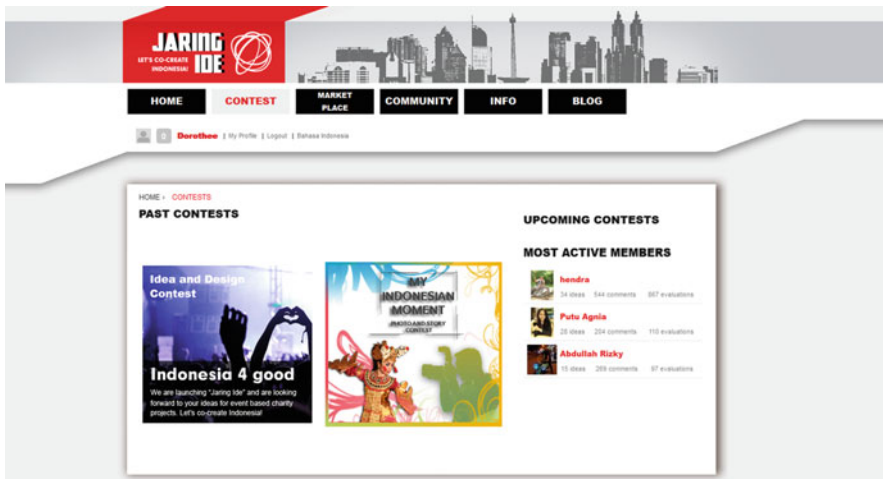 JARING
LET'S CO-CREATE
INDONESIA!
IDE
HOME
CONTEST
MARKET
PLACE
COMMUNITY
INFO
BLOG
0 Dorothee | My Profile | Logout | Bahasa Indonesia
HOME › CONTESTS
PAST CONTESTS
Idea and Design
Contest
Indonesia 4 good
We are launching "Jaring Ide" and are looking
forward to your ideas for event based charity
projects. Let's co-create Indonesia!
MY
INDONESIAN
MOMENT
PHOTO AND STORY
CONTEST
UPCOMING CONTESTS
MOST ACTIVE MEMBERS
hendra
34 ideas 544 comments 867 evaluations
Putu Agnia
28 ideas 204 comments 110 evaluations
Abdullah Rizky
15 ideas 269 comments 97 evaluations